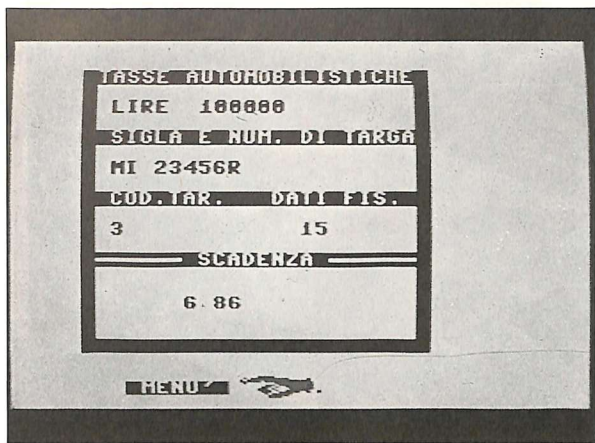 TASSE AUTOMOBILISTICHE
LIRE 100000
SIGLA E NUM. DI TARGA
MI 23456R
COD.TAR. DATI FIS.
3 15
SCADENZA
6.86
MENU'